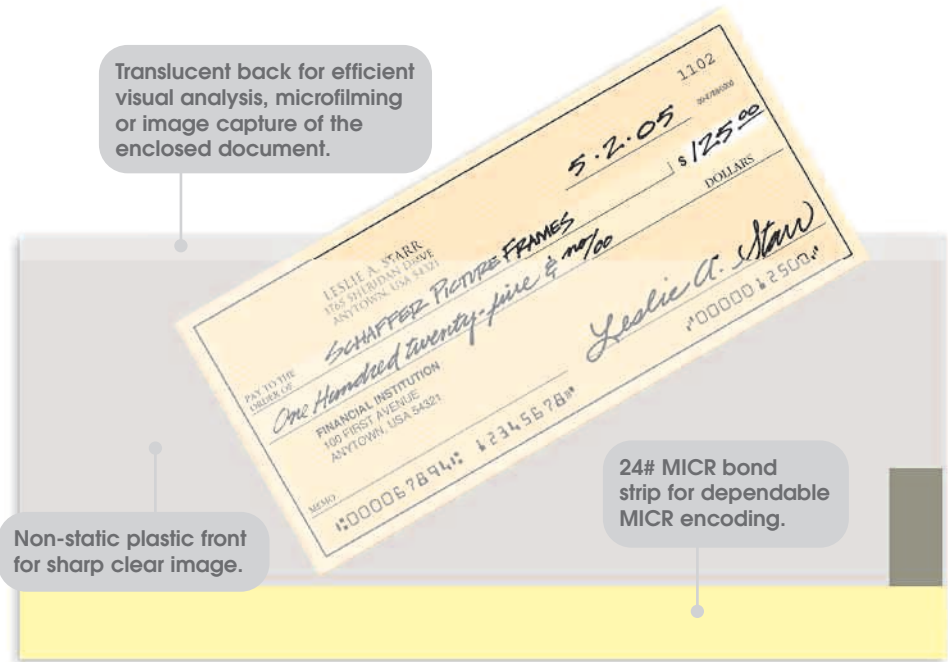 Translucent back for efficient
visual analysis, microfilming
or image capture of the
enclosed document.
1102
5·2·05
LESLIE A. STARR
3765 SHERIDAN DRIVE
ANYTOWN, USA 54321
PAY TO THE
ORDER OF
SCHAFFER PICTURE FRAMES
$ 125.00
One Hundred twenty-five & no/00
DOLLARS
FINANCIAL INSTITUTION
100 FIRST AVENUE
ANYTOWN, USA 54321
MEMO
Leslie A. Starr
⑆000067894⑆ 12345678⑈
⑈0000012500⑈
Non-static plastic front
for sharp clear image.
24# MICR bond
strip for dependable
MICR encoding.